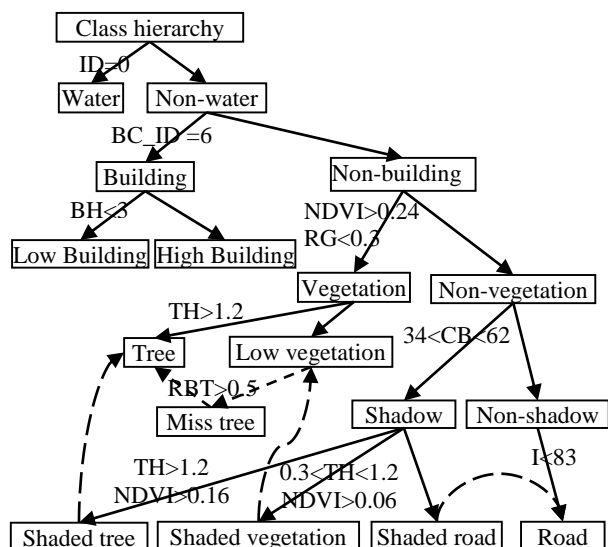 Class hierarchy
ID=0
Water
Non-water
BC_ID =6
Building
Non-building
BH<3
NDVI>0.24
RG<0.3
Low Building
High Building
Vegetation
Non-vegetation
TH>1.2
34<CB<62
Tree
Low vegetation
RBT>0.5
Miss tree
Shadow
Non-shadow
TH>1.2
NDVI>0.16
0.3<TH<1.2
NDVI>0.06
I<83
Shaded tree
Shaded vegetation
Shaded road
Road